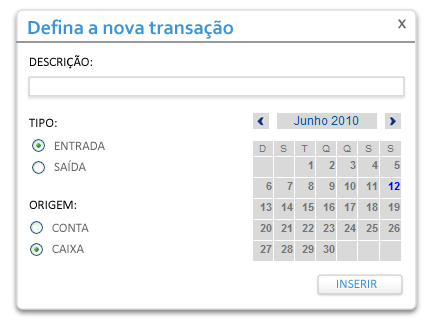 Defina a nova transação x
DESCRIÇÃO:
TIPO:
ENTRADA
SAÍDA
ORIGEM:
CONTA
CAIXA
Junho 2010
D S T Q Q S S
1 2 3 4 5
6 7 8 9 10 11 12
13 14 15 16 17 18 19
20 21 22 23 24 25 26
27 28 29 30
INSERIR